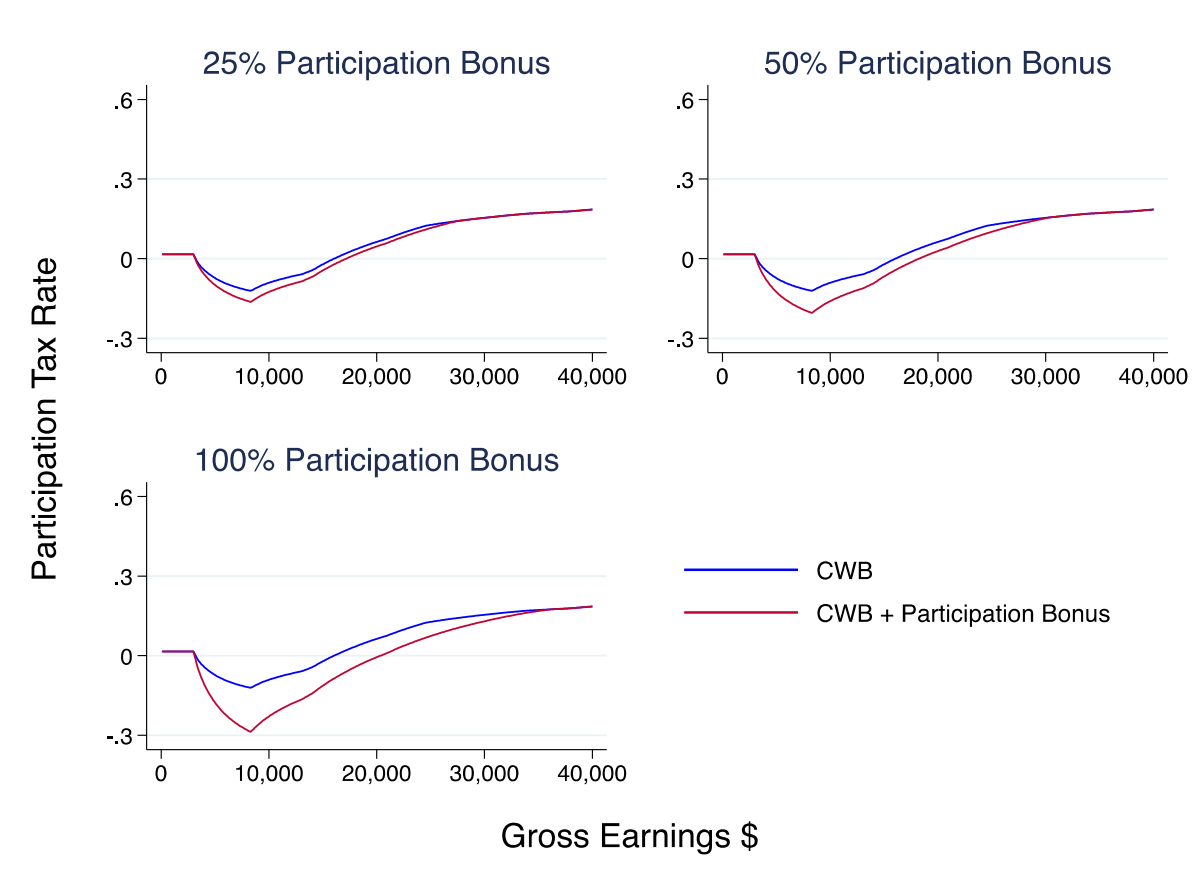 25% Participation Bonus
.6
.3
0
-.3
0 10,000 20,000 30,000 40,000
50% Participation Bonus
.6
.3
0
-.3
0 10,000 20,000 30,000 40,000
Participation Tax Rate
100% Participation Bonus
.6
.3
0
-.3
0 10,000 20,000 30,000 40,000
CWB
CWB + Participation Bonus
Gross Earnings $